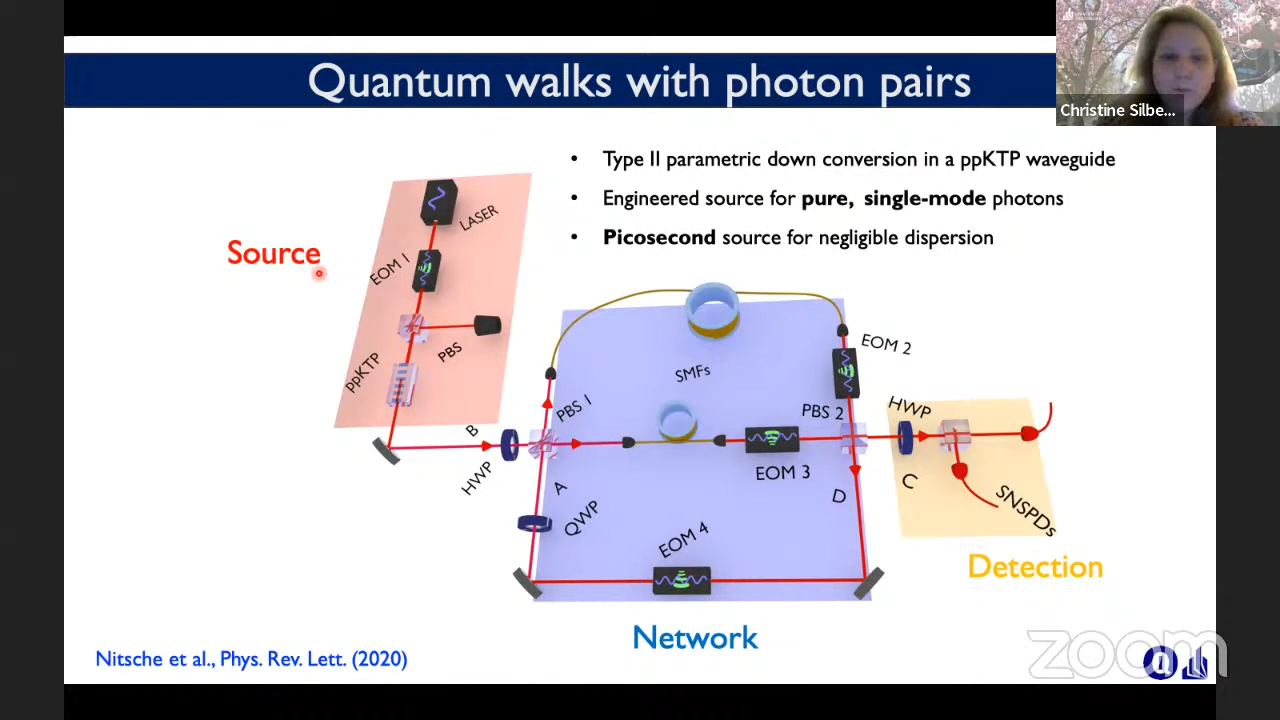 Quantum walks with photon pairs
Christine Silbe...
• Type II parametric down conversion in a ppKTP waveguide
• Engineered source for pure, single-mode photons
• Picosecond source for negligible dispersion
Source
LASER
EOM 1
PBS
ppKTP
B
HWP
PBS 1
A
QWP
SMFs
EOM 2
PBS 2
EOM 3
HWP
C
D
SNSPDs
EOM 4
Detection
Network
Nitsche et al., Phys. Rev. Lett. (2020)
zoom